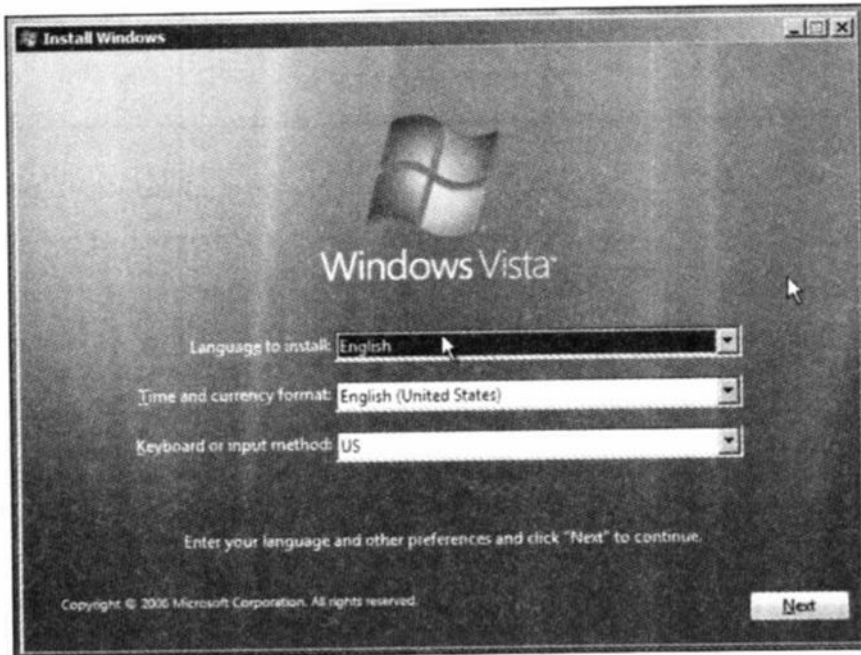 Install Windows
Windows Vista™
Language to install: English
Time and currency format: English (United States)
Keyboard or input method: US
Enter your language and other preferences and click "Next" to continue.
Copyright © 2006 Microsoft Corporation. All rights reserved.
Next